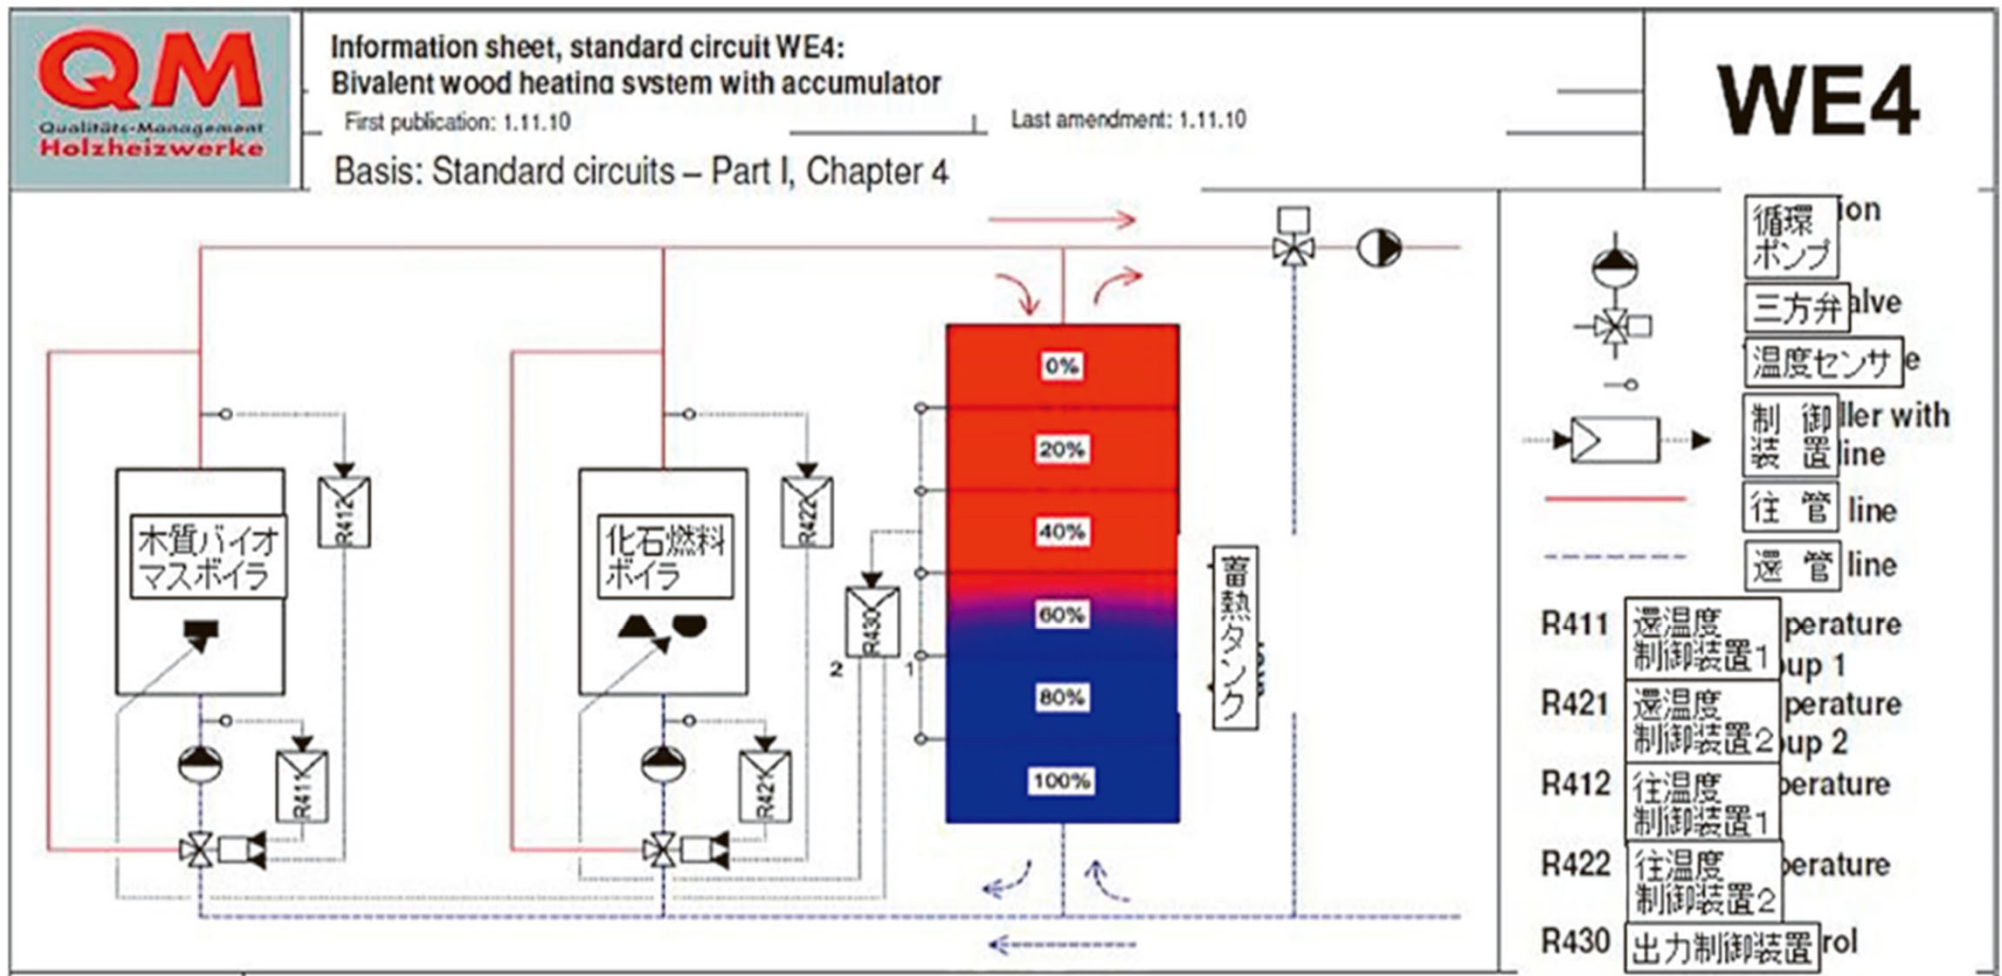 QM
Qualitäts-Management
Holzheizwerke
Information sheet, standard circuit WE4:
Bivalent wood heating system with accumulator
First publication: 1.11.10
Last amendment: 1.11.10
Basis: Standard circuits – Part I, Chapter 4
WE4
0%
20%
40%
60%
80%
100%
木質バイオ
マスボイラ
化石燃料
ボイラ
R412
R422
R430
2
1
R411
R421
蓄熱タンク
循環
ポンプ
ion
三方弁
alve
温度センサ
e
制 御
ller with
装 置
line
往 管 line
還 管 line
R411 還温度 perature
制御装置1 oup 1
R421 還温度 perature
制御装置2 oup 2
R412 往温度 perature
制御装置1
R422 往温度 perature
制御装置2
R430 出力制御装置 rol